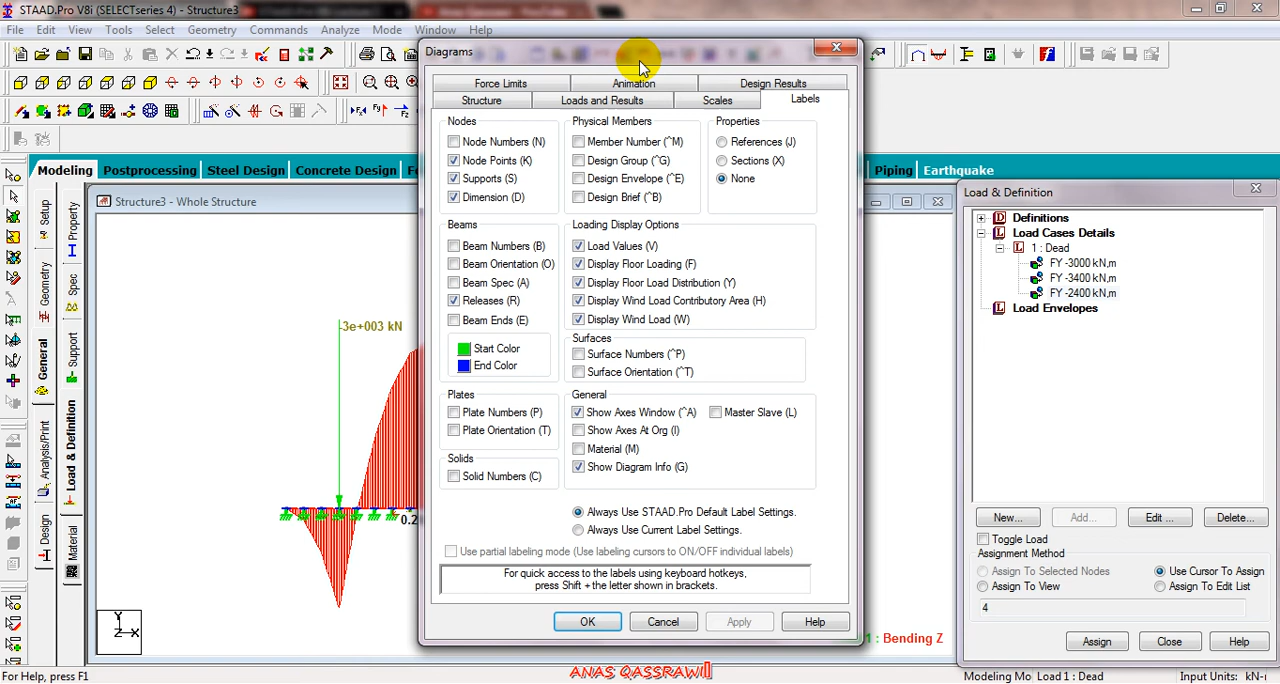 STAAD.Pro V8i (SELECTseries 4) - Structure3
File Edit View Tools Select Geometry Commands Analyze Mode Window Help
Modeling Postprocessing Steel Design Concrete Design Piping Earthquake
Structure3 - Whole Structure
Setup
Geometry
General
Analysis/Print
Design
Property
Spec
Support
Load & Definition
Material
-3e+003 kN
0.2
Y
Z X
1 : Bending Z
Diagrams
Force Limits Animation Design Results
Structure Loads and Results Scales Labels
Nodes
Node Numbers (N)
Node Points (K)
Supports (S)
Dimension (D)
Physical Members
Member Number (^M)
Design Group (^G)
Design Envelope (^E)
Design Brief (^B)
Properties
References (J)
Sections (X)
None
Beams
Beam Numbers (B)
Beam Orientation (O)
Beam Spec (A)
Releases (R)
Beam Ends (E)
Start Color
End Color
Loading Display Options
Load Values (V)
Display Floor Loading (F)
Display Floor Load Distribution (Y)
Display Wind Load Contributory Area (H)
Display Wind Load (W)
Surfaces
Surface Numbers (^P)
Surface Orientation (^T)
Plates
Plate Numbers (P)
Plate Orientation (T)
Solids
Solid Numbers (C)
General
Show Axes Window (^A) Master Slave (L)
Show Axes At Org (I)
Material (M)
Show Diagram Info (G)
Always Use STAAD.Pro Default Label Settings.
Always Use Current Label Settings.
Use partial labeling mode (Use labeling cursors to ON/OFF individual labels)
For quick access to the labels using keyboard hotkeys,
press Shift + the letter shown in brackets.
OK Cancel Apply Help
Load & Definition
Definitions
Load Cases Details
1 : Dead
FY -3000 kN,m
FY -3400 kN,m
FY -2400 kN,m
Load Envelopes
New... Add... Edit ... Delete...
Toggle Load
Assignment Method
Assign To Selected Nodes Use Cursor To Assign
Assign To View Assign To Edit List
4
Assign Close Help
ANAS QASSRAWI
For Help, press F1
Modeling Mo Load 1 : Dead Input Units: kN-